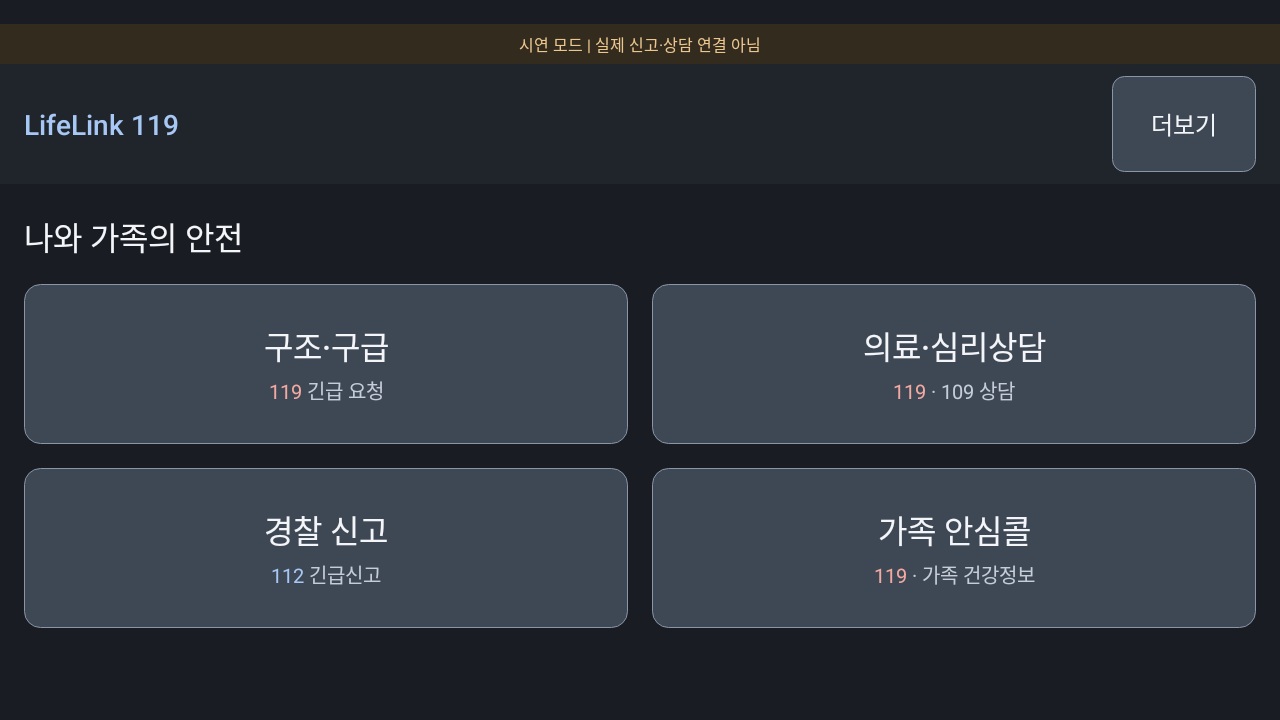 시연 모드 | 실제 신고·상담 연결 아님
LifeLink 119
더보기
나와 가족의 안전
구조·구급
119 긴급 요청
의료·심리상담
119 · 109 상담
경찰 신고
112 긴급신고
가족 안심콜
119 · 가족 건강정보